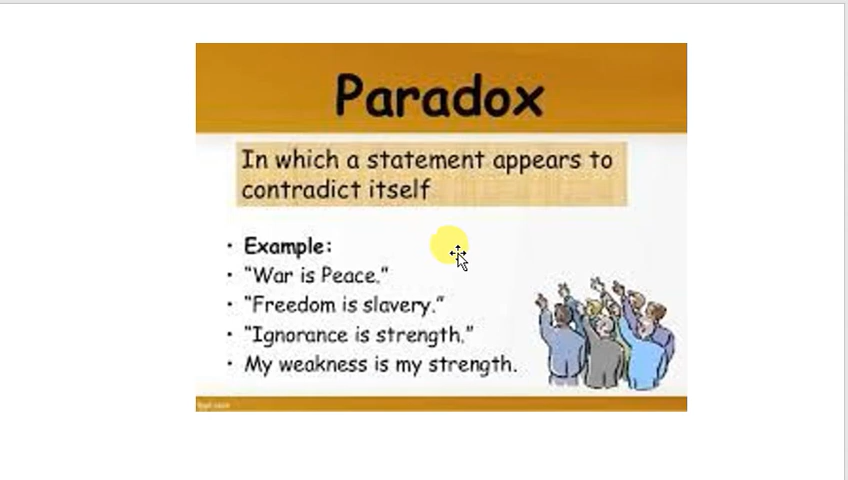 Paradox
In which a statement appears to
contradict itself
• Example:
• "War is Peace."
• "Freedom is slavery."
• "Ignorance is strength."
• My weakness is my strength.